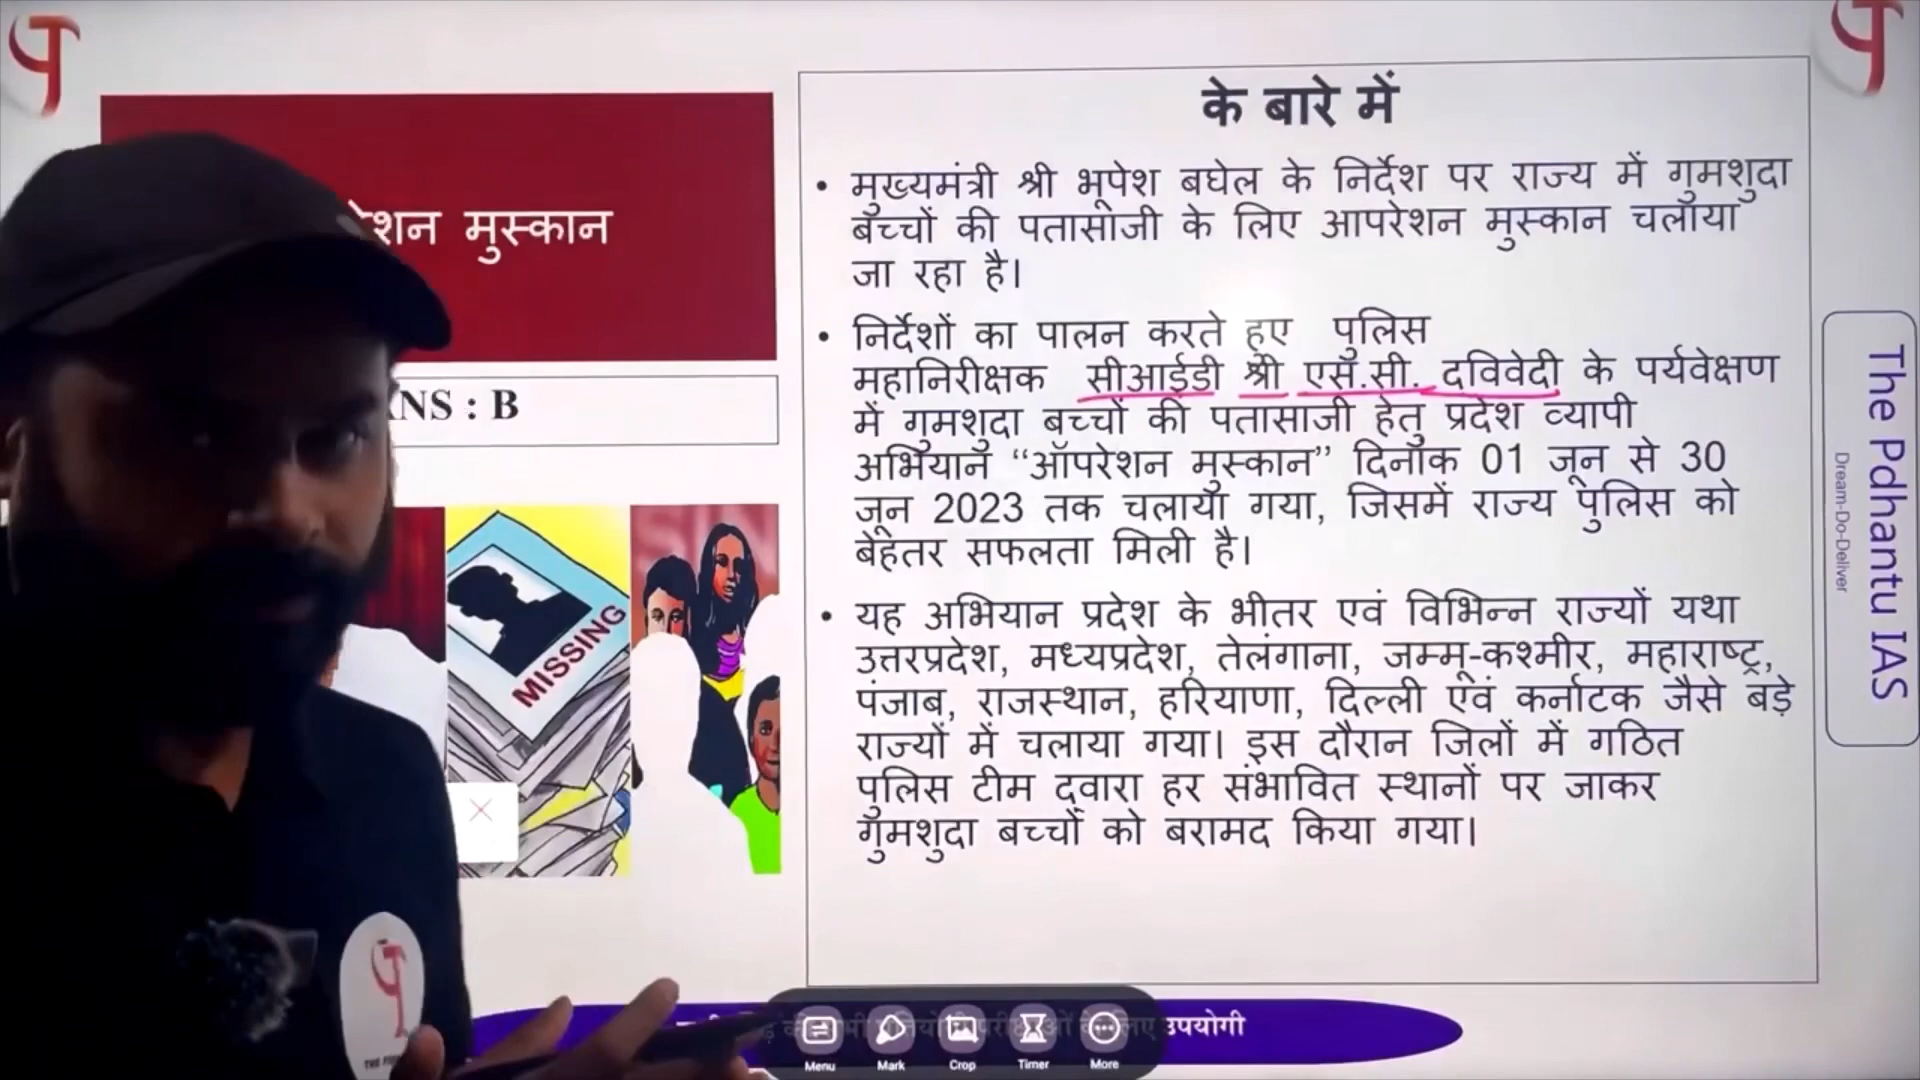 मुस्कान
ANS : B
MISSING
के बारे में
• मुख्यमंत्री श्री भूपेश बघेल के निर्देश पर राज्य में गुमशुदा
बच्चों की पतासाजी के लिए आपरेशन मुस्कान चलाया
जा रहा है।
• निर्देशों का पालन करते हुए पुलिस
महानिरीक्षक सीआईडी श्री एस.सी. दविवेदी के पर्यवेक्षण
में गुमशुदा बच्चों की पतासाजी हेतु प्रदेश व्यापी
अभियान “ऑपरेशन मुस्कान” दिनाँक 01 जून से 30
जून 2023 तक चलाया गया, जिसमें राज्य पुलिस को
बेहतर सफलता मिली है।
• यह अभियान प्रदेश के भीतर एवं विभिन्न राज्यों यथा
उत्तरप्रदेश, मध्यप्रदेश, तेलंगाना, जम्मू-कश्मीर, महाराष्ट्र,
पंजाब, राजस्थान, हरियाणा, दिल्ली एवं कर्नाटक जैसे बड़े
राज्यों में चलाया गया। इस दौरान जिलों में गठित
पुलिस टीम द्वारा हर संभावित स्थानों पर जाकर
गुमशुदा बच्चों को बरामद किया गया।
The Pdhantu IAS
Dream-Do-Deliver
उपयोगी
Menu Mark Crop Timer More